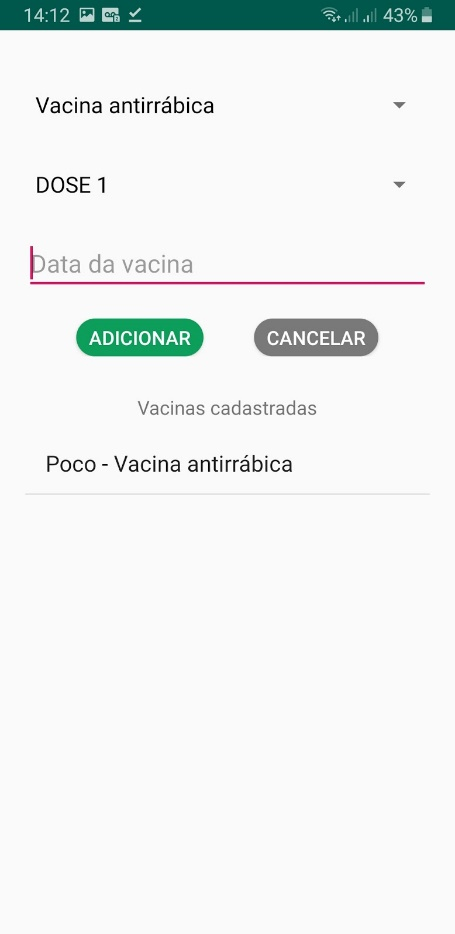 14:12 43%
Vacina antirrábica
DOSE 1
Data da vacina
ADICIONAR CANCELAR
Vacinas cadastradas
Poco - Vacina antirrábica